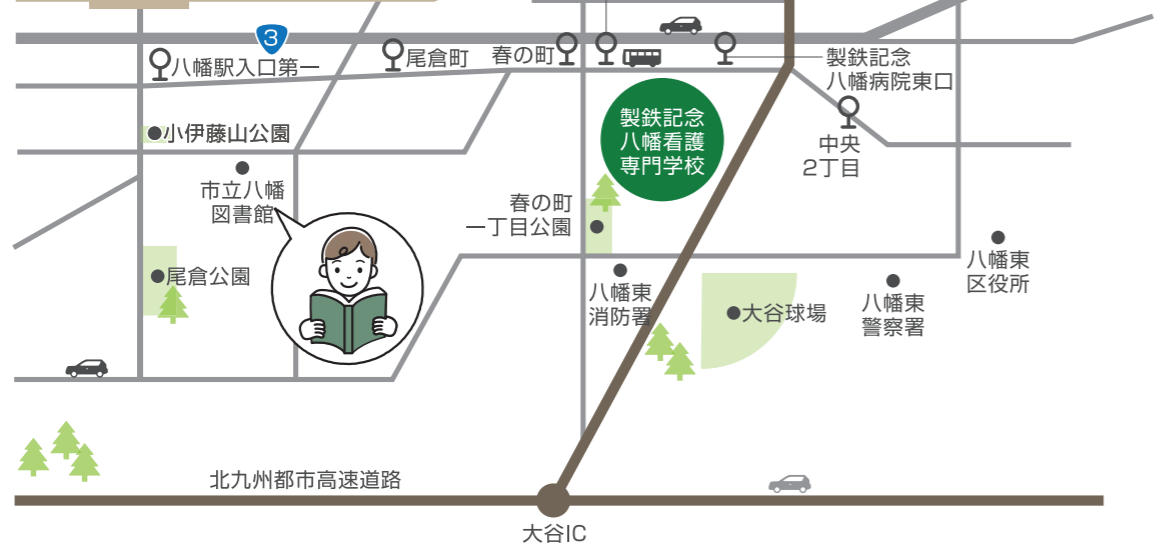 3
八幡駅入口第一
尾倉町
春の町
製鉄記念
八幡病院東口
小伊藤山公園
製鉄記念
八幡看護
専門学校
中央
2丁目
市立八幡
図書館
春の町
一丁目公園
尾倉公園
八幡東
消防署
大谷球場
八幡東
警察署
八幡東
区役所
北九州都市高速道路
大谷IC